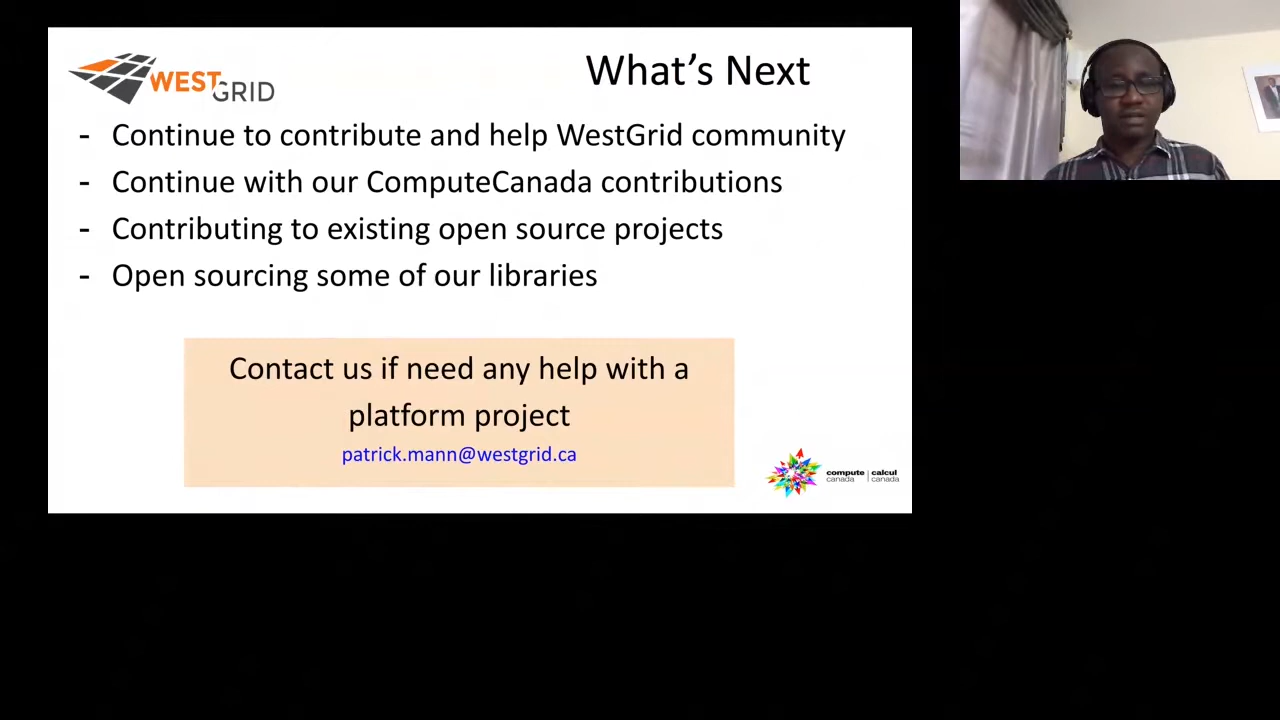 WESTGRID
What's Next
- Continue to contribute and help WestGrid community
- Continue with our ComputeCanada contributions
- Contributing to existing open source projects
- Open sourcing some of our libraries
Contact us if need any help with a
platform project
patrick.mann@westgrid.ca
compute | calcul
canada | canada